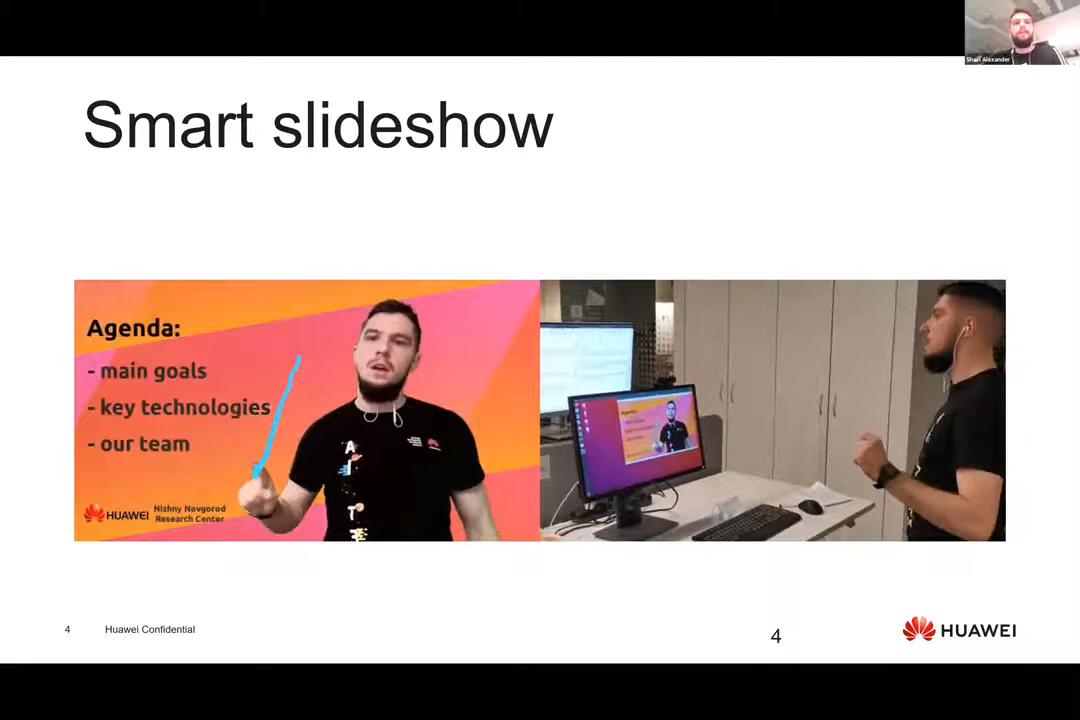 Shan Alexander
Smart slideshow
Agenda:
- main goals
- key technologies
- our team
HUAWEI
Nizhny Novgorod
Research Center
4
Huawei Confidential
4
HUAWEI